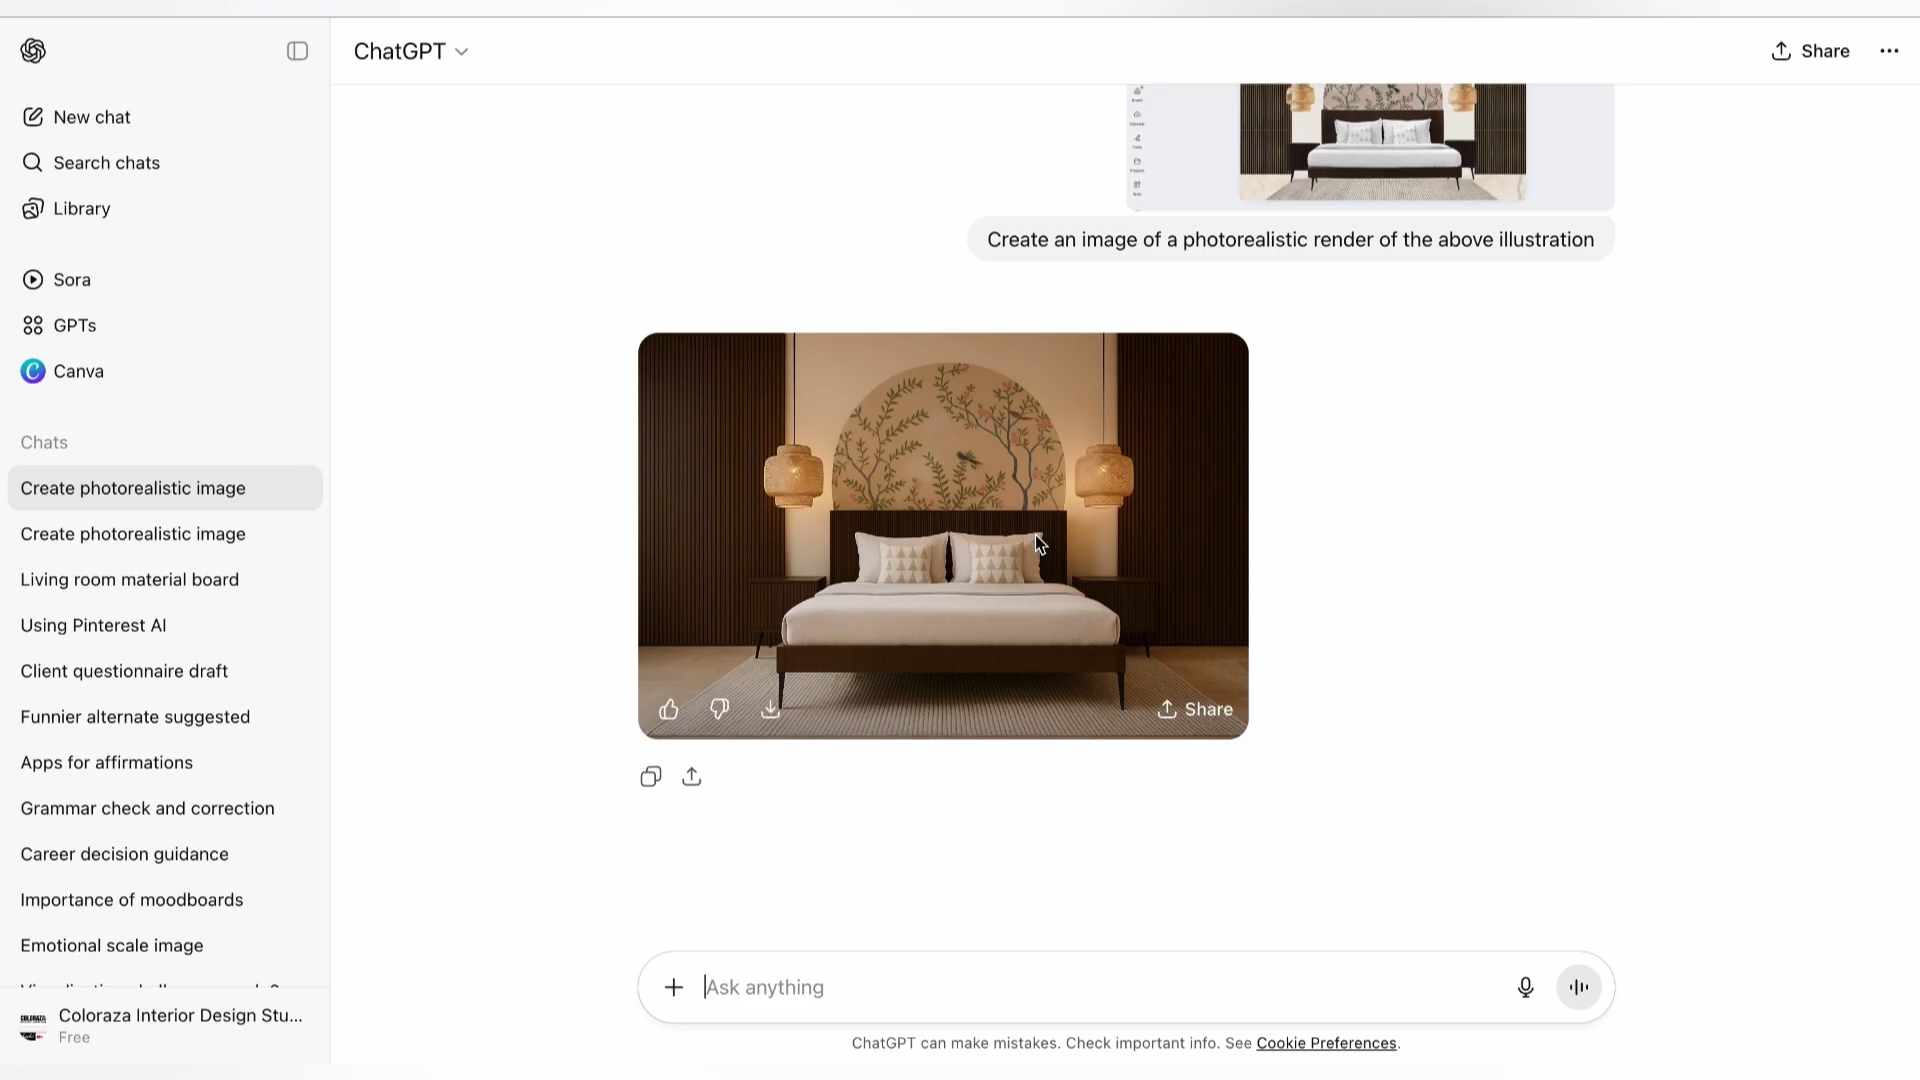 ChatGPT
Share
New chat
Search chats
Library
Sora
GPTs
Canva
Chats
Create photorealistic image
Create photorealistic image
Living room material board
Using Pinterest AI
Client questionnaire draft
Funnier alternate suggested
Apps for affirmations
Grammar check and correction
Career decision guidance
Importance of moodboards
Emotional scale image
Coloraza Interior Design Stu...
Free
Create an image of a photorealistic render of the above illustration
Share
Ask anything
ChatGPT can make mistakes. Check important info. See Cookie Preferences.